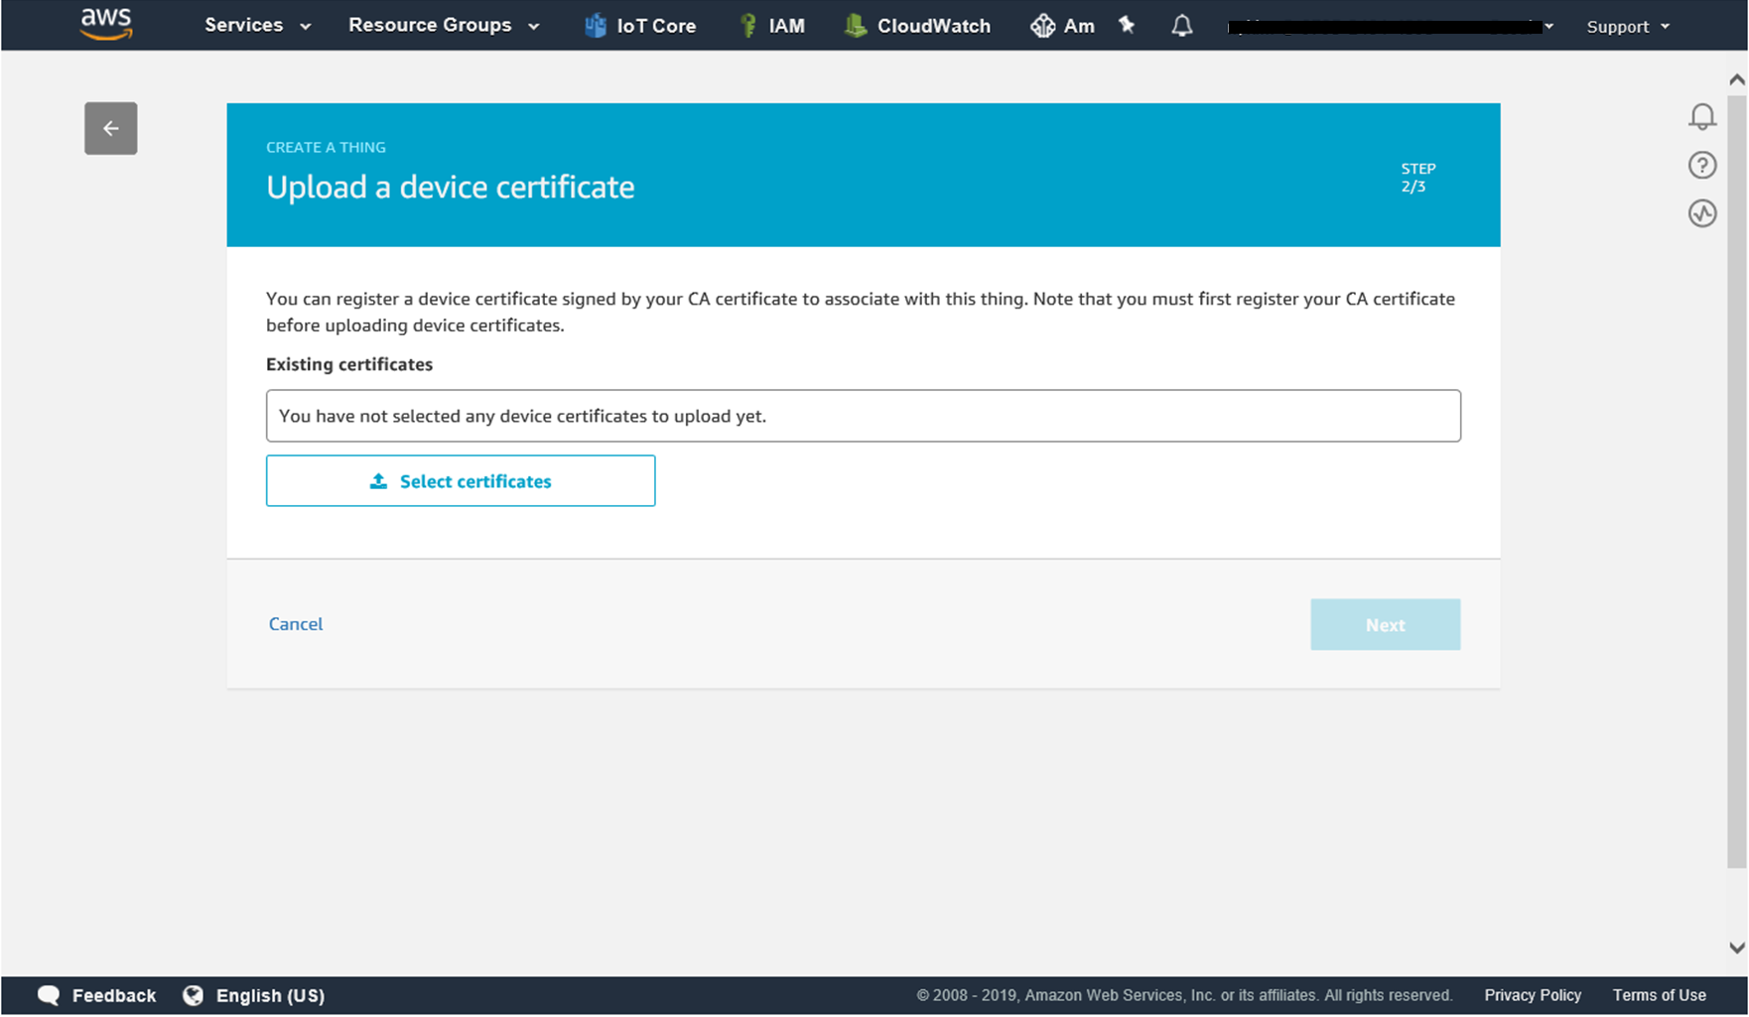 aws Services Resource Groups IoT Core IAM CloudWatch Am Support
CREATE A THING
Upload a device certificate
STEP
2/3
You can register a device certificate signed by your CA certificate to associate with this thing. Note that you must first register your CA certificate
before uploading device certificates.
Existing certificates
You have not selected any device certificates to upload yet.
Select certificates
Cancel
Next
Feedback English (US) © 2008 - 2019, Amazon Web Services, Inc. or its affiliates. All rights reserved. Privacy Policy Terms of Use